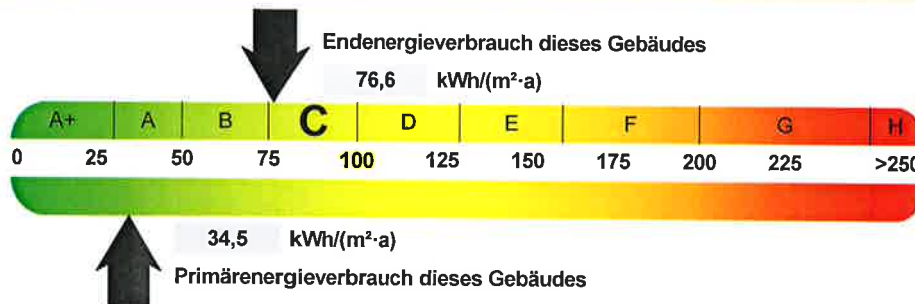 Endenergieverbrauch dieses Gebäudes
76,6 kWh/(m²·a)
A+ A B C D E F G H
0 25 50 75 100 125 150 175 200 225 >250
34,5 kWh/(m²·a)
Primärenergieverbrauch dieses Gebäudes